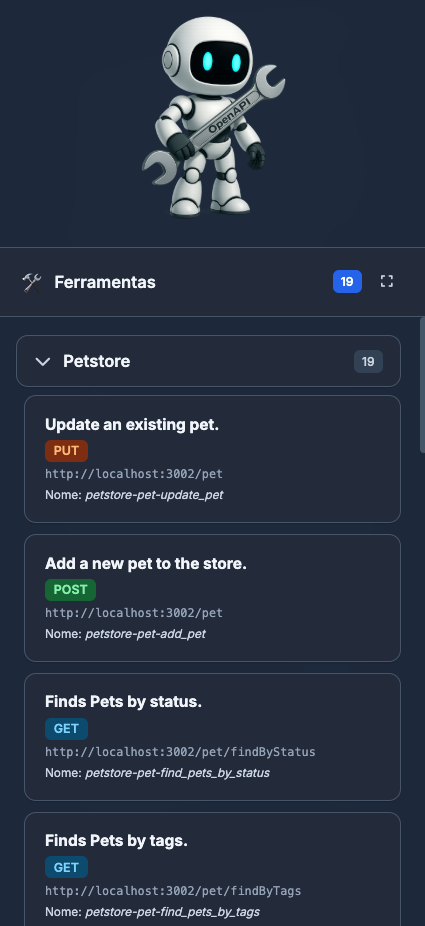 OpenAPI
Ferramentas
19
Petstore
19
Update an existing pet.
PUT
http://localhost:3002/pet
Nome: petstore-pet-update_pet
Add a new pet to the store.
POST
http://localhost:3002/pet
Nome: petstore-pet-add_pet
Finds Pets by status.
GET
http://localhost:3002/pet/findByStatus
Nome: petstore-pet-find_pets_by_status
Finds Pets by tags.
GET
http://localhost:3002/pet/findByTags
Nome: petstore-pet-find_pets_by_tags